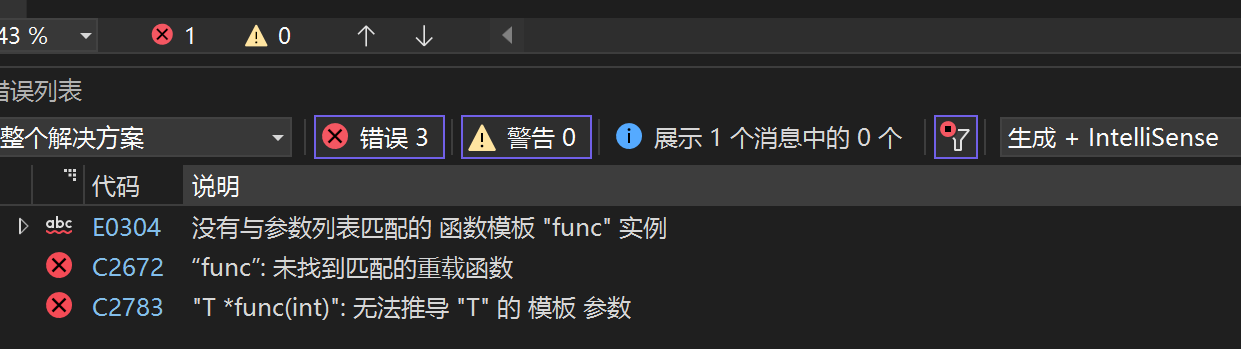 43 % 1 0
错误列表
整个解决方案 错误 3 警告 0 展示 1 个消息中的 0 个 生成 + IntelliSense
代码 说明
abc E0304 没有与参数列表匹配的 函数模板 "func" 实例
C2672 “func”: 未找到匹配的重载函数
C2783 "T *func(int)": 无法推导 "T" 的 模板 参数